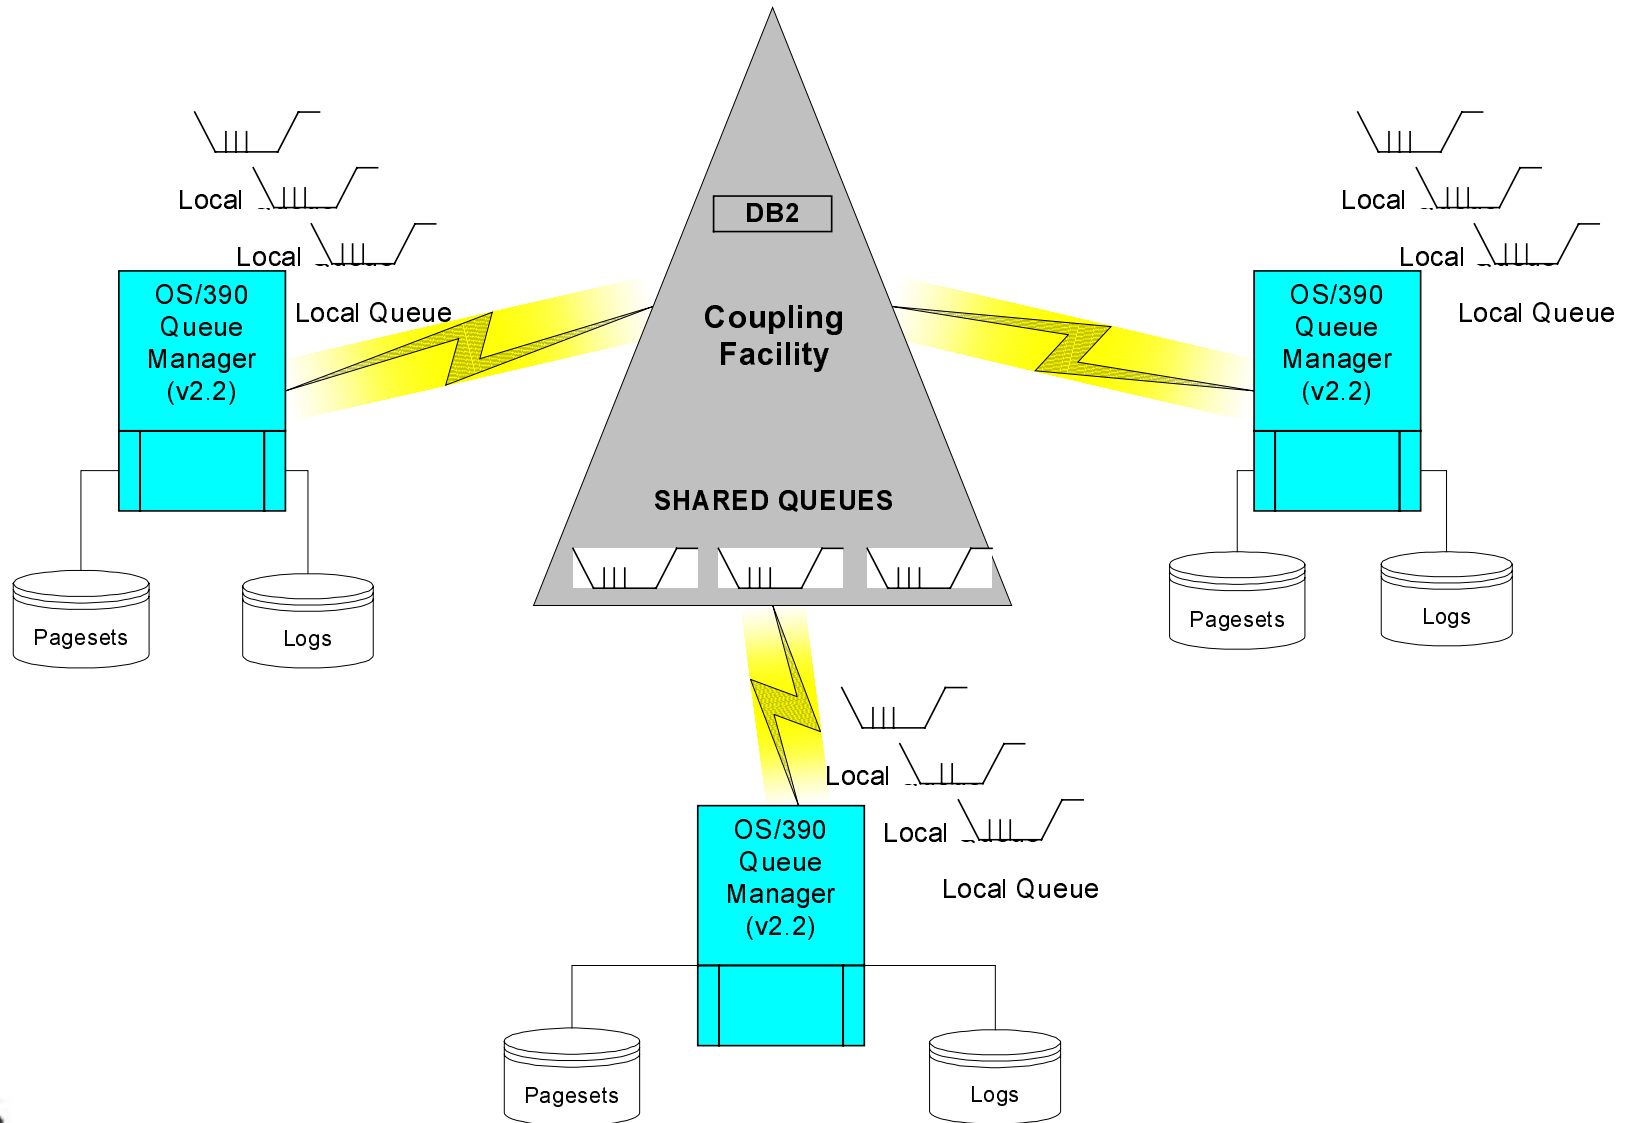 DB2
Coupling
Facility
SHARED QUEUES
Local
Local
Local Queue
OS/390
Queue
Manager
(v2.2)
Pagesets
Logs
Local
Local
Local Queue
OS/390
Queue
Manager
(v2.2)
Pagesets
Logs
Local
Local
Local Queue
OS/390
Queue
Manager
(v2.2)
Pagesets
Logs